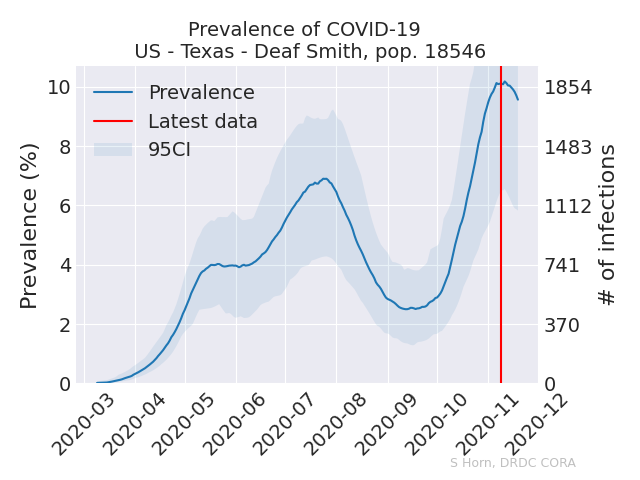 Prevalence of COVID-19
US - Texas - Deaf Smith, pop. 18546
Prevalence
Latest data
95CI
Prevalence (%)
10
8
6
4
2
0
1854
1483
1112
741
370
0
# of infections
2020-03
2020-04
2020-05
2020-06
2020-07
2020-08
2020-09
2020-10
2020-11
2020-12
S Horn, DRDC CORA